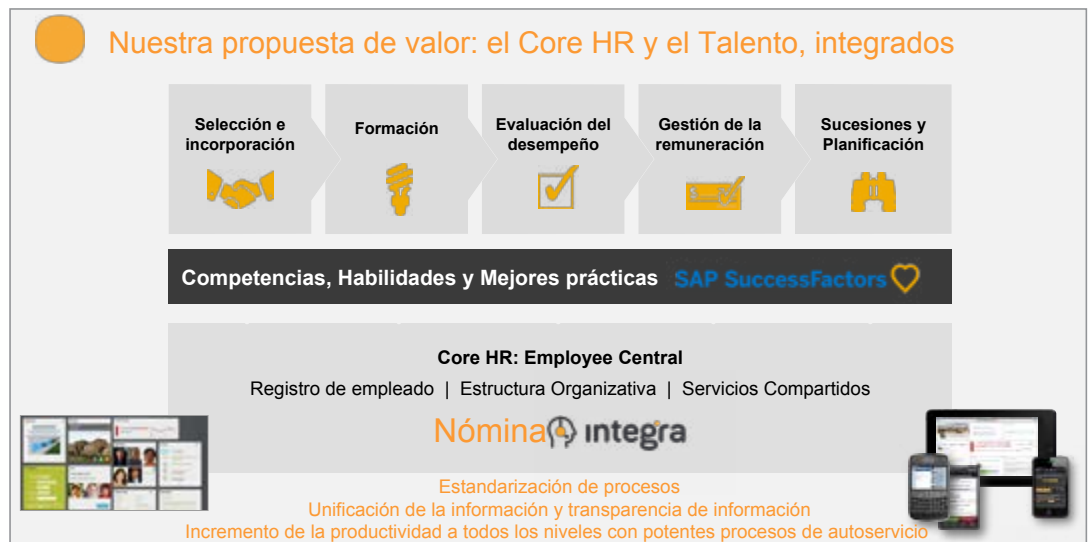 Nuestra propuesta de valor: el Core HR y el Talento, integrados
Selección e
incorporación
Formación
Evaluación del
desempeño
Gestión de la
remuneración
Sucesiones y
Planificación
Competencias, Habilidades y Mejores prácticas SAP SuccessFactors
Core HR: Employee Central
Registro de empleado | Estructura Organizativa | Servicios Compartidos
Nómina integra
Estandarización de procesos
Unificación de la información y transparencia de información
Incremento de la productividad a todos los niveles con potentes procesos de autoservicio